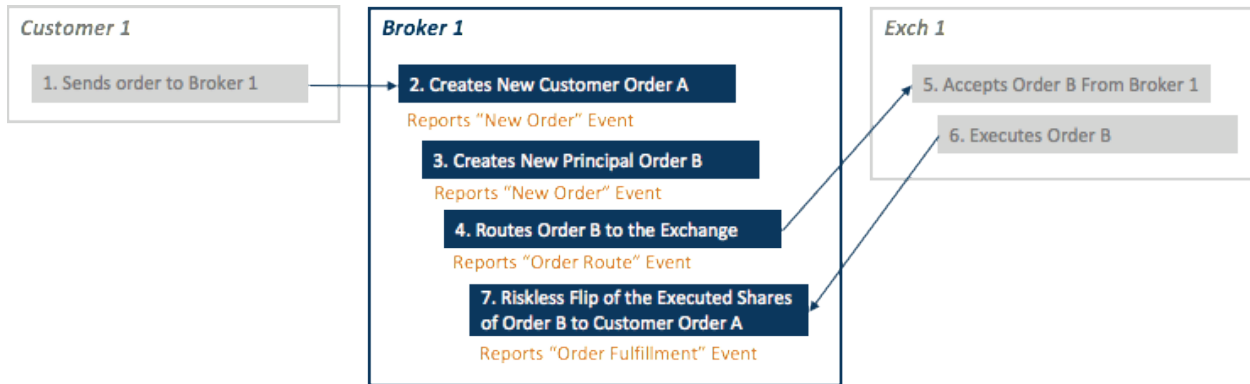 Customer 1
1. Sends order to Broker 1
Broker 1
2. Creates New Customer Order A
Reports “New Order” Event
3. Creates New Principal Order B
Reports “New Order” Event
4. Routes Order B to the Exchange
Reports “Order Route” Event
7. Riskless Flip of the Executed Shares
of Order B to Customer Order A
Reports “Order Fulfillment” Event
Exch 1
5. Accepts Order B From Broker 1
6. Executes Order B